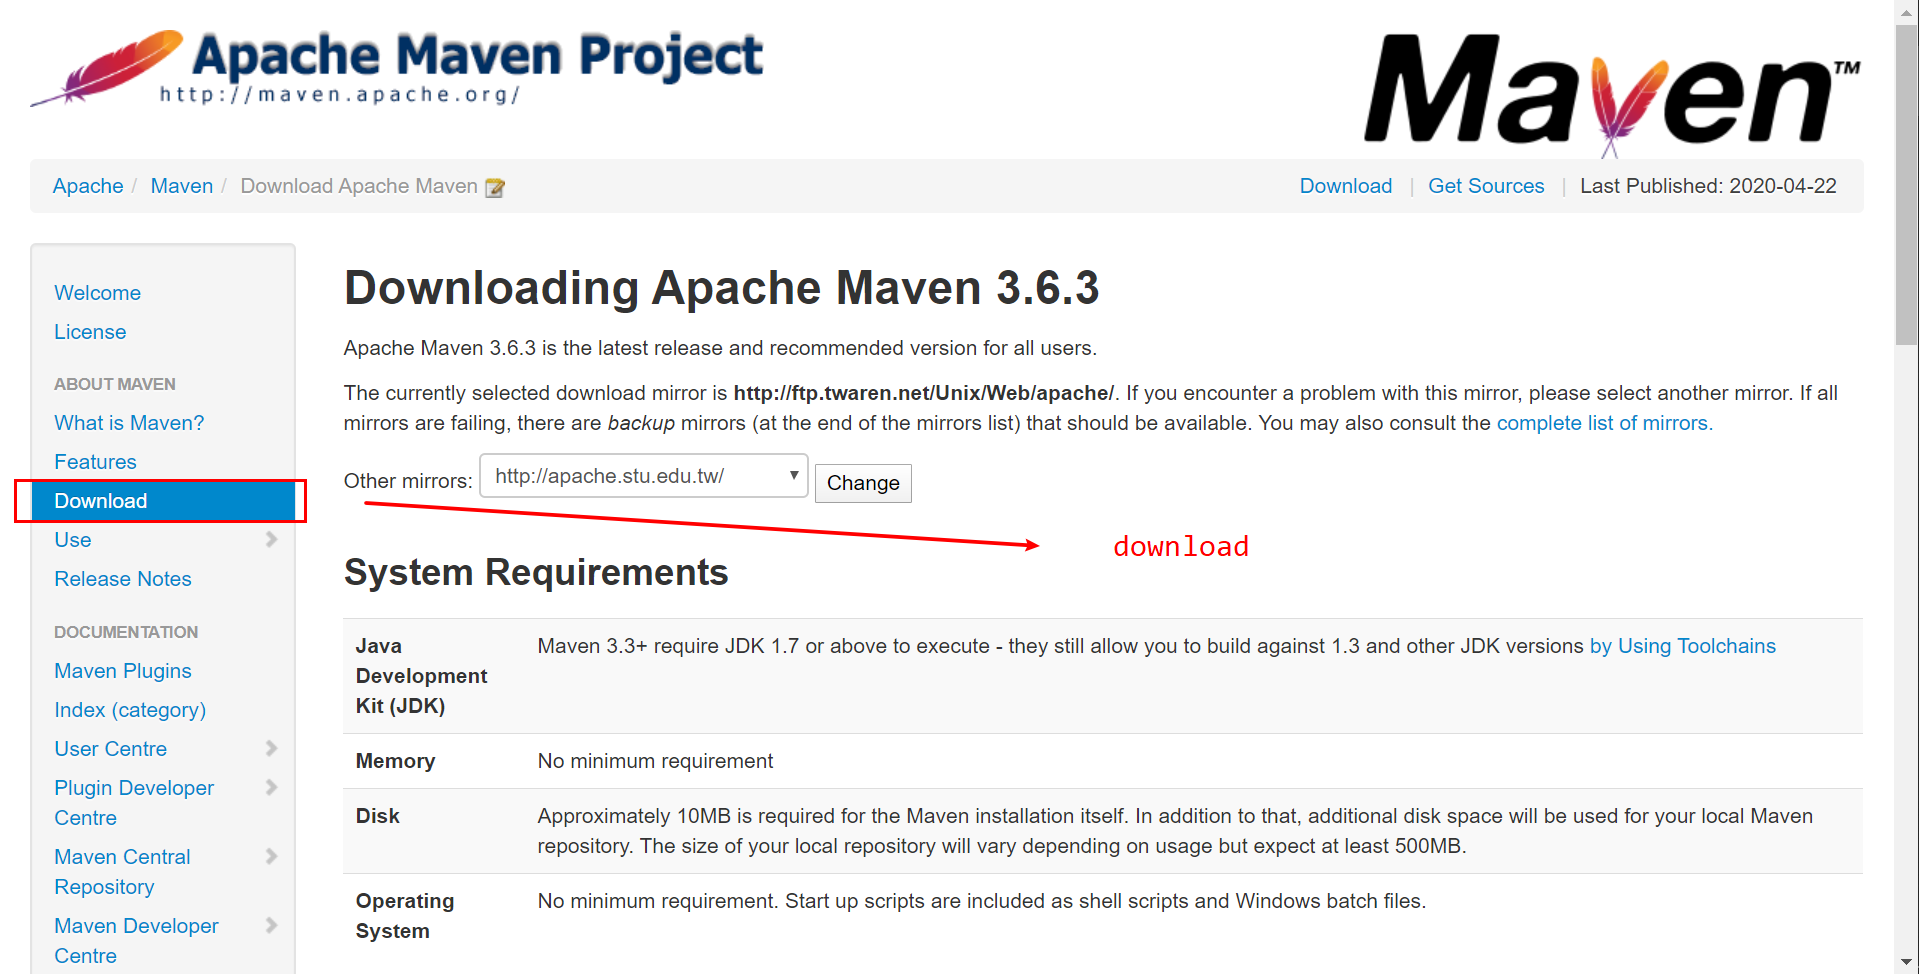 Apache Maven Project
http://maven.apache.org/
Maven™
Apache / Maven / Download Apache Maven
Download | Get Sources | Last Published: 2020-04-22
Welcome
License
ABOUT MAVEN
What is Maven?
Features
Download
Use
Release Notes
DOCUMENTATION
Maven Plugins
Index (category)
User Centre
Plugin Developer
Centre
Maven Central
Repository
Maven Developer
Centre
Downloading Apache Maven 3.6.3
Apache Maven 3.6.3 is the latest release and recommended version for all users.
The currently selected download mirror is http://ftp.twaren.net/Unix/Web/apache/. If you encounter a problem with this mirror, please select another mirror. If all
mirrors are failing, there are backup mirrors (at the end of the mirrors list) that should be available. You may also consult the complete list of mirrors.
Other mirrors: http://apache.stu.edu.tw/ Change
download
System Requirements
Java
Development
Kit (JDK)
Maven 3.3+ require JDK 1.7 or above to execute - they still allow you to build against 1.3 and other JDK versions by Using Toolchains
Memory
No minimum requirement
Disk
Approximately 10MB is required for the Maven installation itself. In addition to that, additional disk space will be used for your local Maven
repository. The size of your local repository will vary depending on usage but expect at least 500MB.
Operating
System
No minimum requirement. Start up scripts are included as shell scripts and Windows batch files.